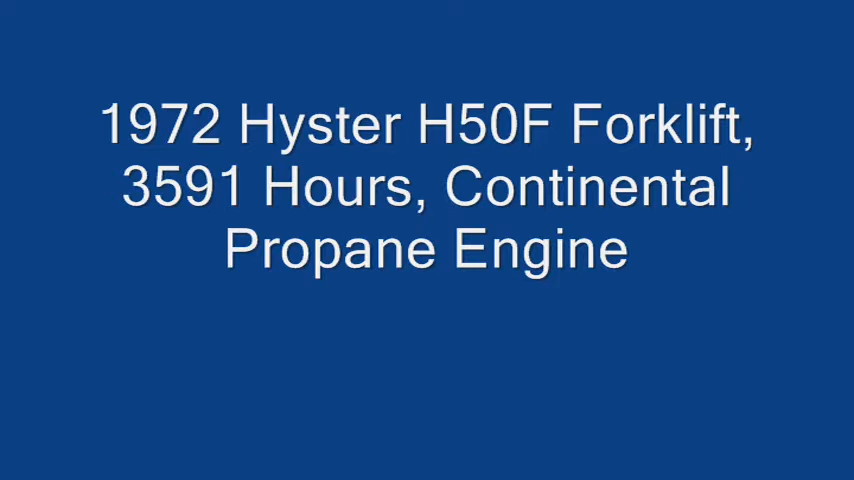 1972 Hyster H50F Forklift,
3591 Hours, Continental
Propane Engine